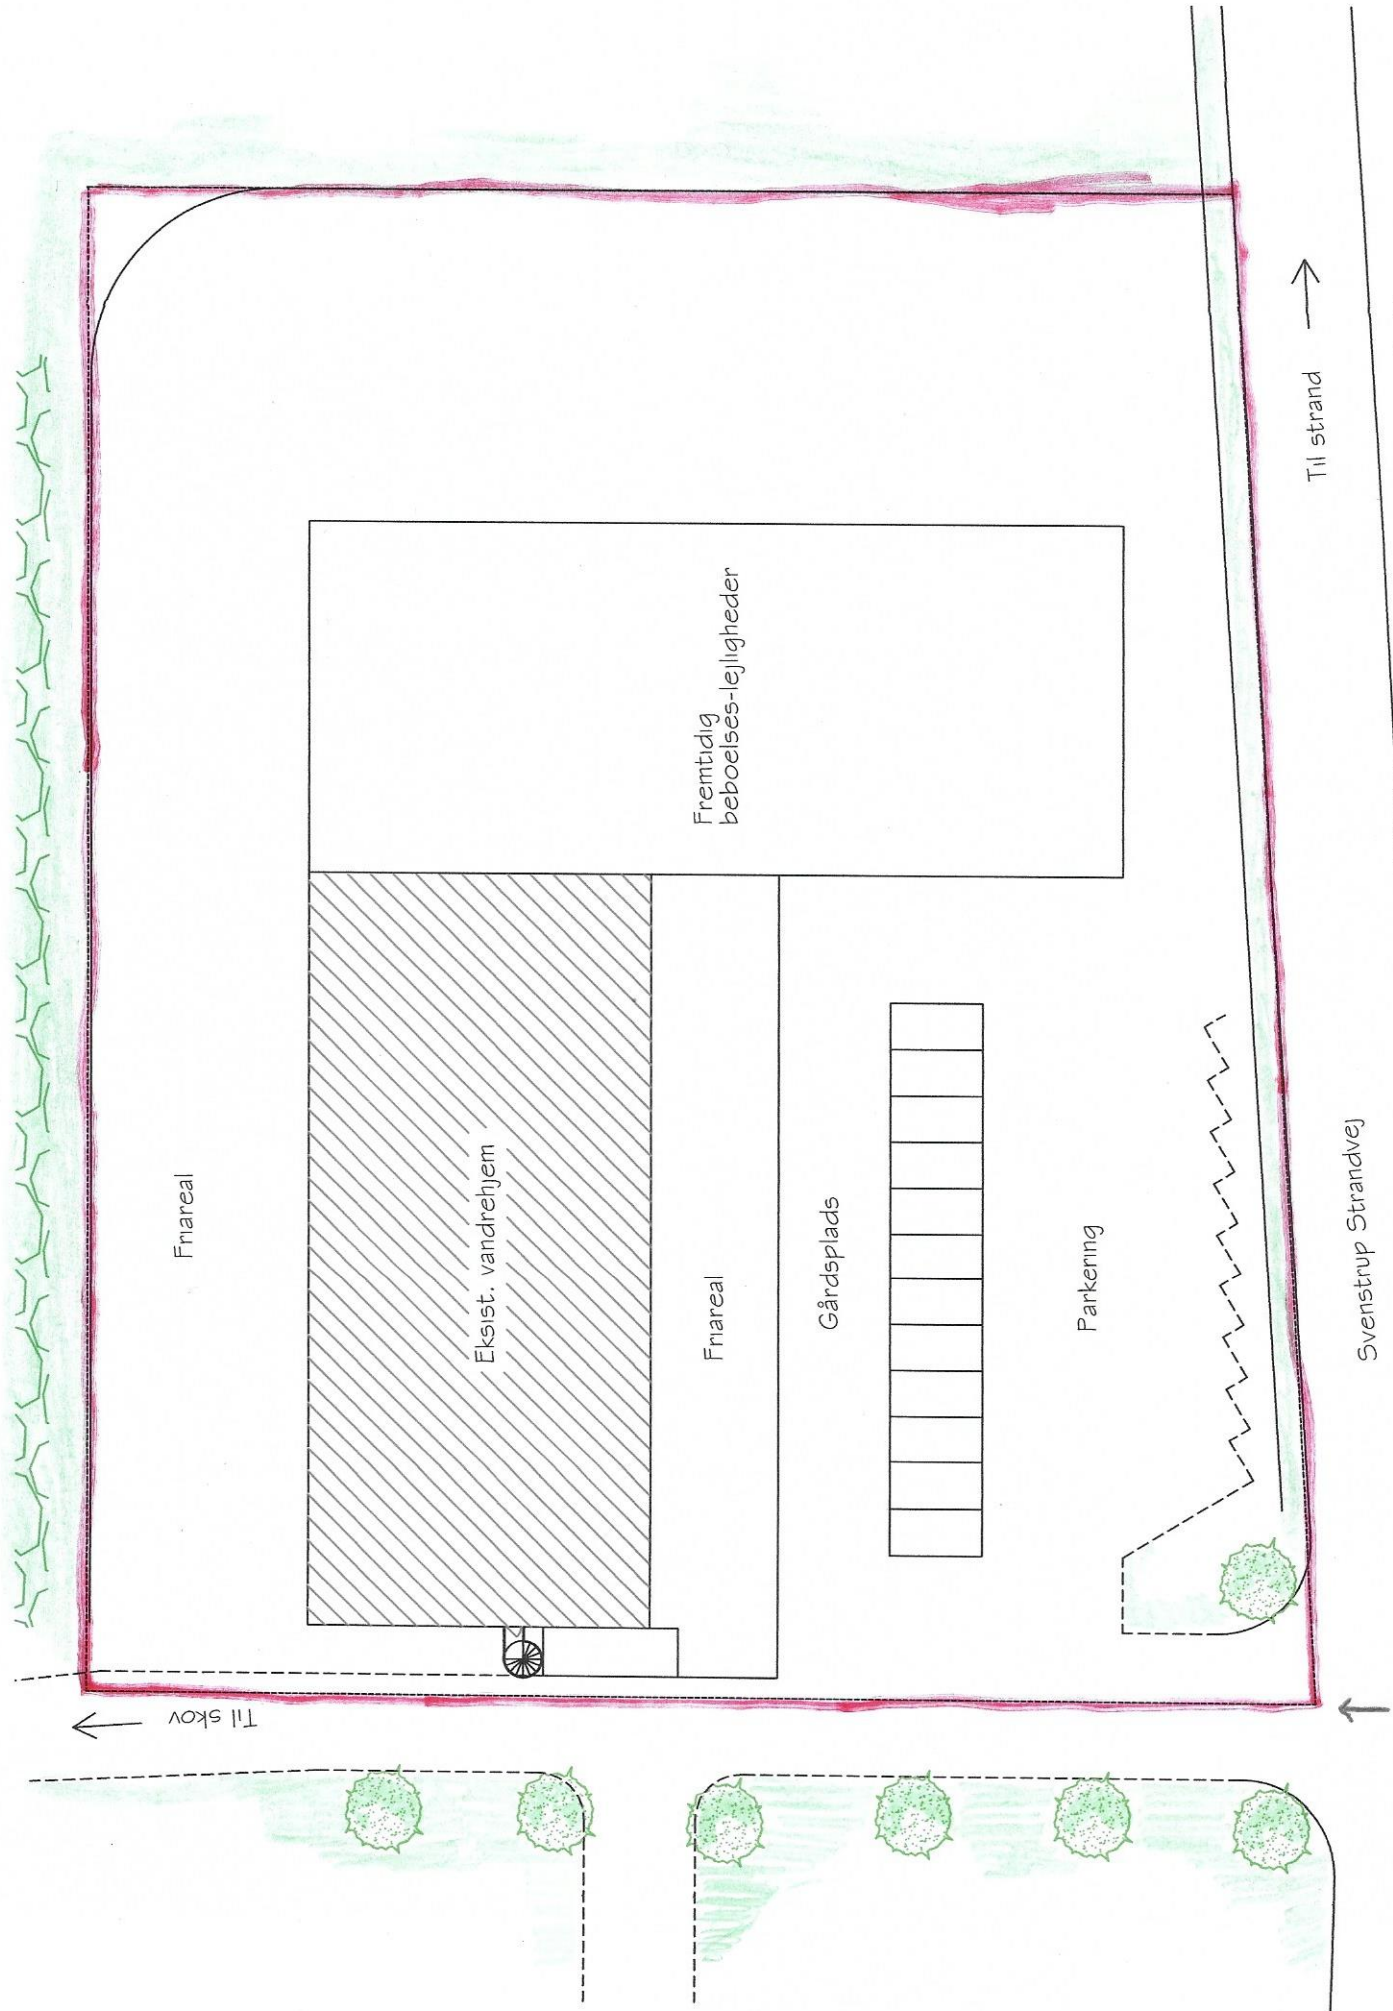 Til skov
Friareal
Eksist. vandrehjem
Fremtidig
beboelses-lejligheder
Friareal
Gårdsplads
Parkering
Til strand
Svenstrup Strandvej